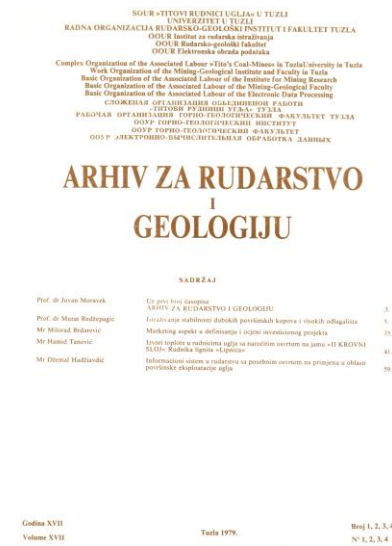 SOUR »TITOVI RUDNICI UGLJA« U TUZLI
UNIVERZITET U TUZLI
RADNA ORGANIZACIJA RUDARSKO-GEOLOŠKI INSTITUT I FAKULTET TUZLA
OOUR Institut za rudarska istraživanja
OOUR Rudarsko-geološki fakultet
OOUR Elektronska obrada podataka
Complex Organization of the Associated Labour »Tito's Coal-Mines« in Tuzla University in Tuzla
Work Organization of the Mining-Geological Institute and Faculty in Tuzla
Basic Organization of the Associated Labour of the Institute for Mining Research
Basic Organization of the Associated Labour of the Mining-Geological Faculty
Basic Organization of the Associated Labour of the Electronic Data Processing
СЛОЖЕНАЯ ОРГАНИЗАЦИЯ ОБЪЕДИНЕНОЙ РАБОТИ
»ТИТОВИ РУДНИЦИ УГЉА« ТУЗЛА
РАБОЧАЯ ОРГАНИЗАЦИЯ ГОРНО-ГЕОЛОГИЧЕСКИЙ ФАКУЛЬТЕТ ТУЗЛА
ООУР ГОРНО-ГЕОЛОГИЧЕСКИЙ ИНСТИТУТ
ООУР ГОРНО-ГЕОЛОГИЧЕСКИЙ ФАКУЛЬТЕТ
ООУР ЭЛЕКТРОННО-ВЫЧИСЛИТЕЛЬНАЯ ОБРАБОТКА ДАННЫХ
ARHIV ZA RUDARSTVO
I
GEOLOGIJU
SADRŽAJ
Prof. dr Jovan Moravek Uz prvi broj časopisa
ARHIV ZA RUDARSTVO I GEOLOGIJU 3.
Prof. dr Murat Redžepagić Istraživanje stabilnosti dubokih površinskih kopova i visokih odlagališta 5.
Mr Milorad Brdarević Marketing aspekt u definisanju i ocjeni investicionog projekta 35.
Mr Hamid Tanović Izvori toplote u rudnicima uglja sa naročitim osvrtom na jamu »II KROVNI
SLOJ« Rudnika lignita »Lipnica« 41.
Mr Džemal Hadžiavdić Informacioni sistem u rudarstvu sa posebnim osvrtom na primjenu u oblasti
površinske eksploatacije uglja 59.
Godina XVII Broj 1, 2, 3, 4
Volume XVII Tuzla 1979. N° 1, 2, 3, 4